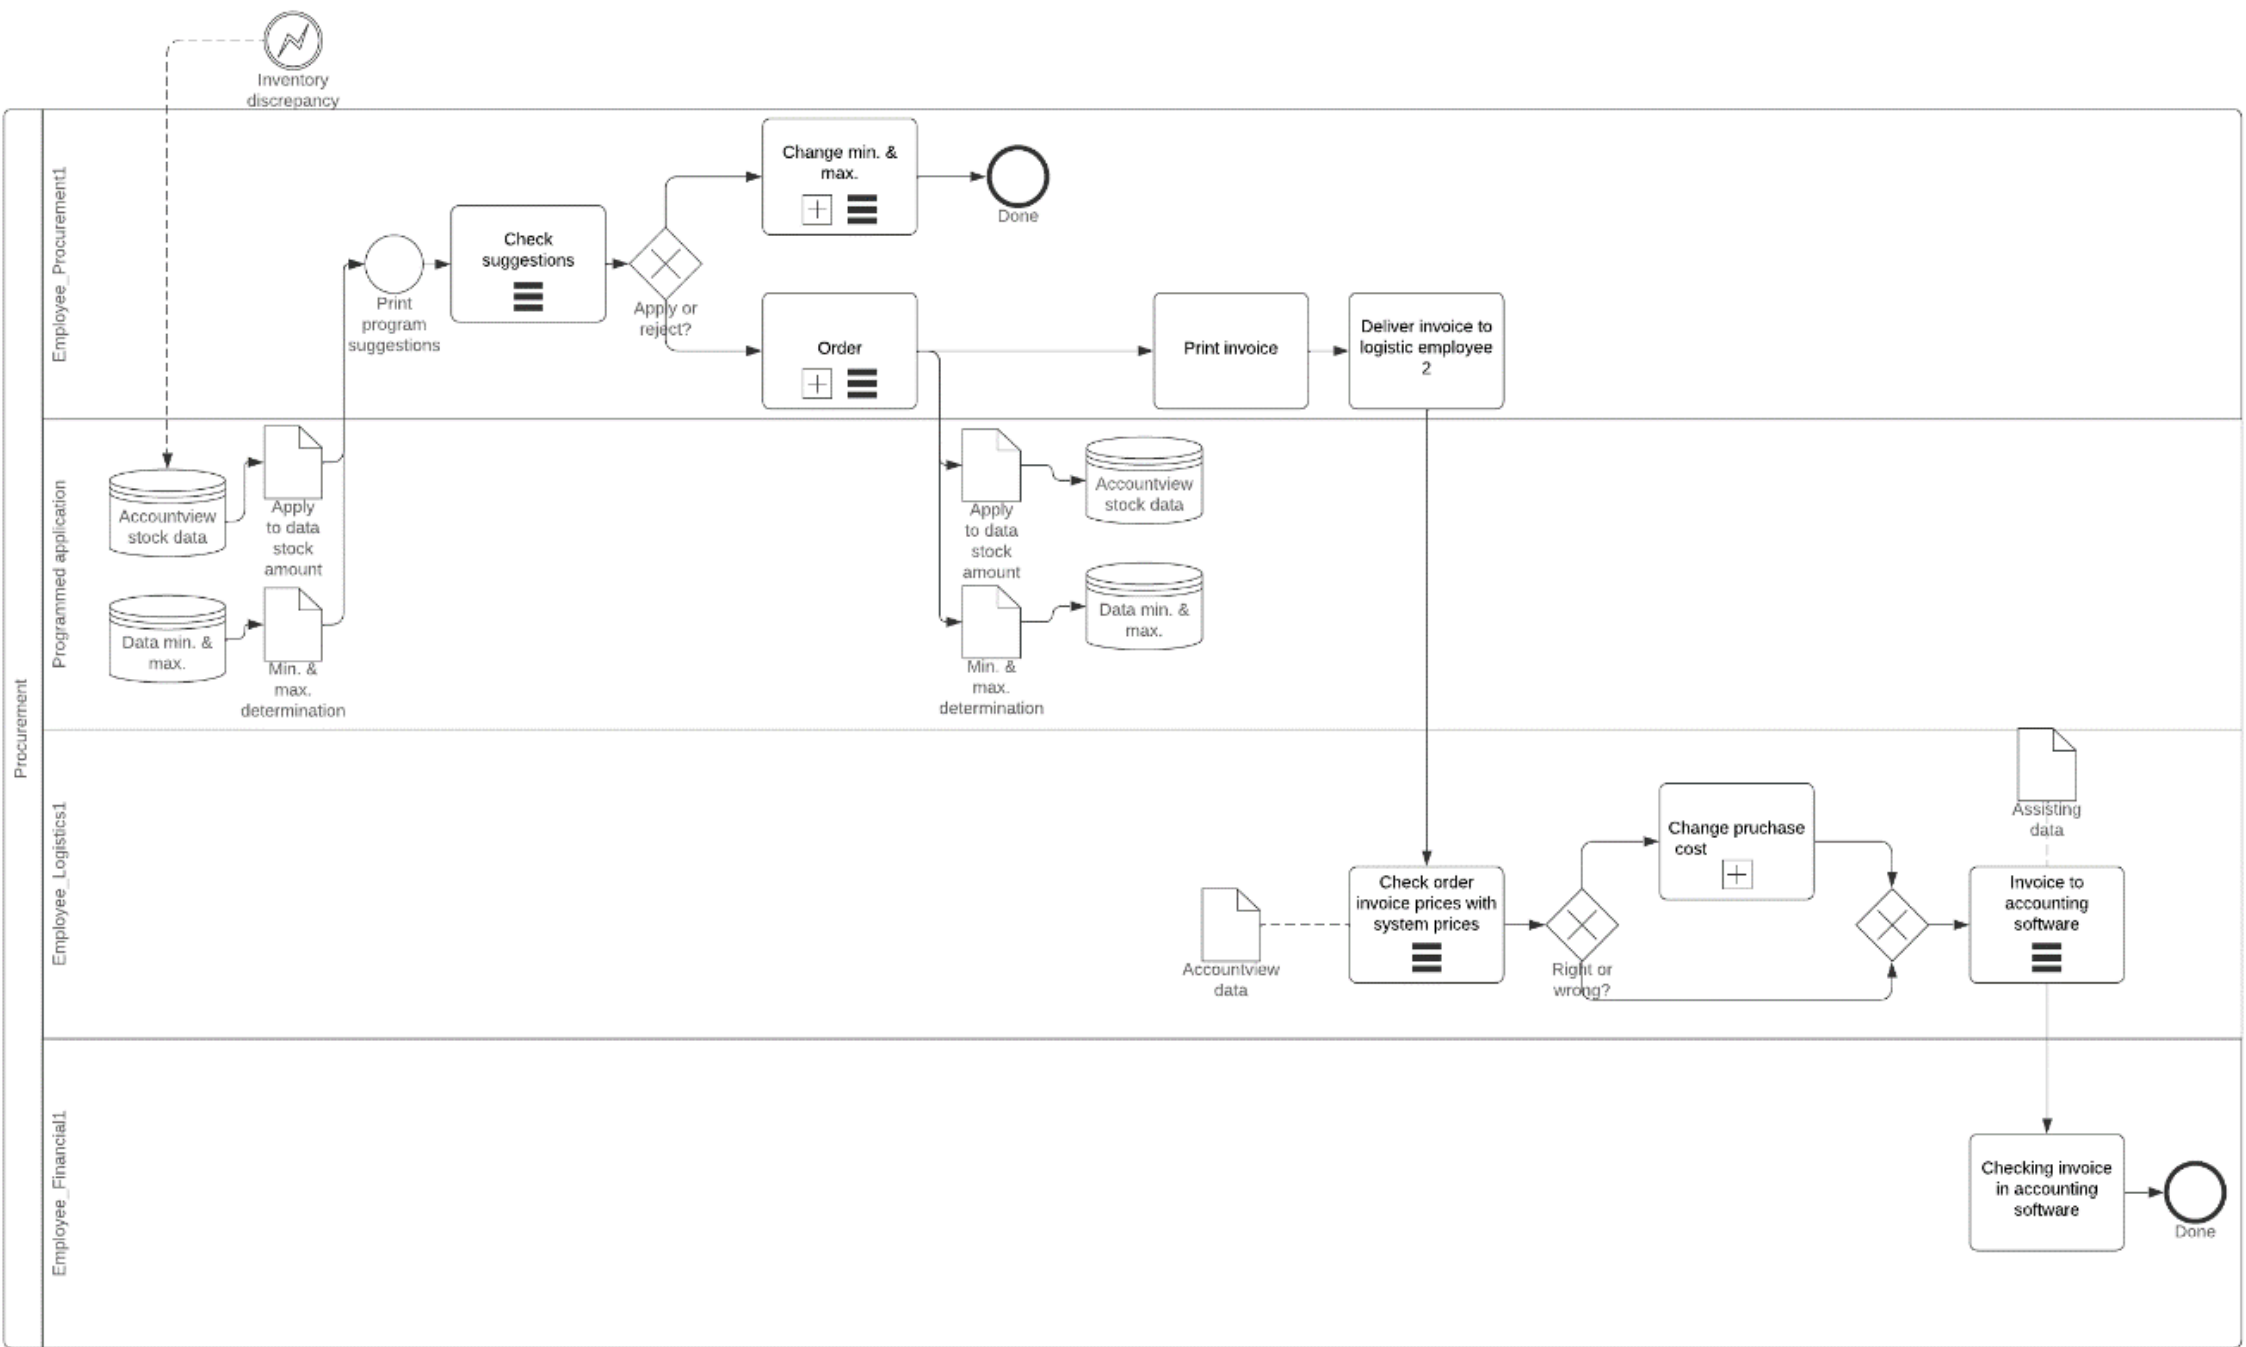 Inventory
discrepancy
Procurement
Employee_Procurement1
Change min. &
max.
Done
Check
suggestions
Print
program
suggestions
Apply or
reject?
Order
Print invoice
Deliver invoice to
logistic employee
2
Programmed application
Accountview
stock data
Apply
to data
stock
amount
Data min. &
max.
Min. &
max.
determination
Apply
to data
stock
amount
Accountview
stock data
Min. &
max.
determination
Data min. &
max.
Employee_Logistics1
Accountview
data
Check order
invoice prices with
system prices
Right or
wrong?
Change pruchase
cost
Assisting
data
Invoice to
accounting
software
Employee_Financial1
Checking invoice
in accounting
software
Done